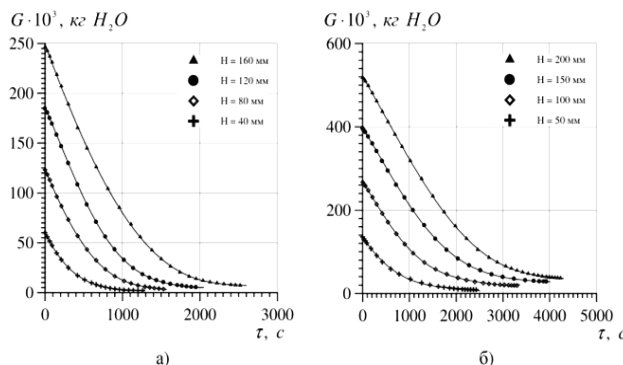 G·10³, кг H₂O
250
200
150
100
50
0
H = 160 мм
H = 120 мм
H = 80 мм
H = 40 мм
0 1000 2000 3000
τ, с
а)
G·10³, кг H₂O
600
400
200
0
H = 200 мм
H = 150 мм
H = 100 мм
H = 50 мм
0 1000 2000 3000 4000 5000
τ, с
б)